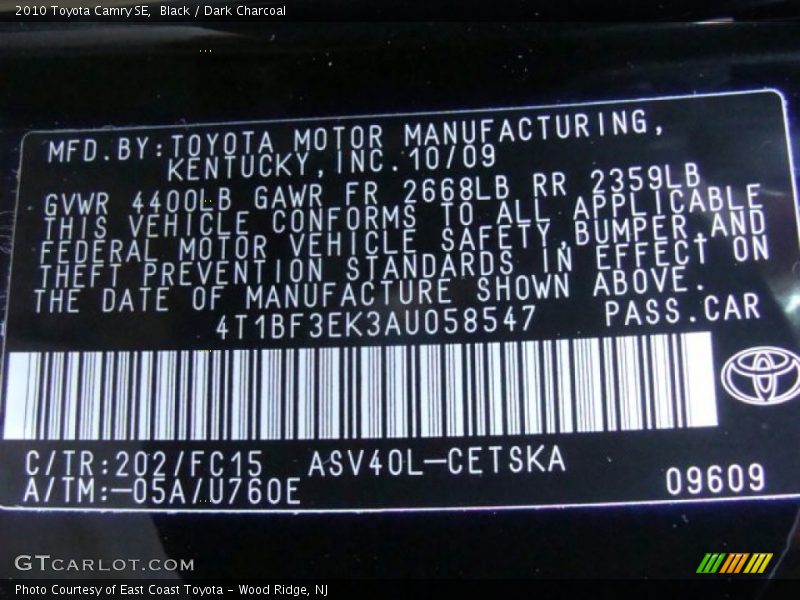 2010 Toyota Camry SE, Black / Dark Charcoal
MFD.BY:TOYOTA MOTOR MANUFACTURING,
KENTUCKY,INC.10/09
GVWR 4400LB GAWR FR 2668LB RR 2359LB
THIS VEHICLE CONFORMS TO ALL APPLICABLE
FEDERAL MOTOR VEHICLE SAFETY,BUMPER,AND
THEFT PREVENTION STANDARDS IN EFFECT ON
THE DATE OF MANUFACTURE SHOWN ABOVE.
4T1BF3EK3AU058547 PASS.CAR
C/TR:202/FC15 ASV40L-CETSKA
A/TM:-05A/U760E 09609
GTCARLOT.COM
Photo Courtesy of East Coast Toyota - Wood Ridge, NJ